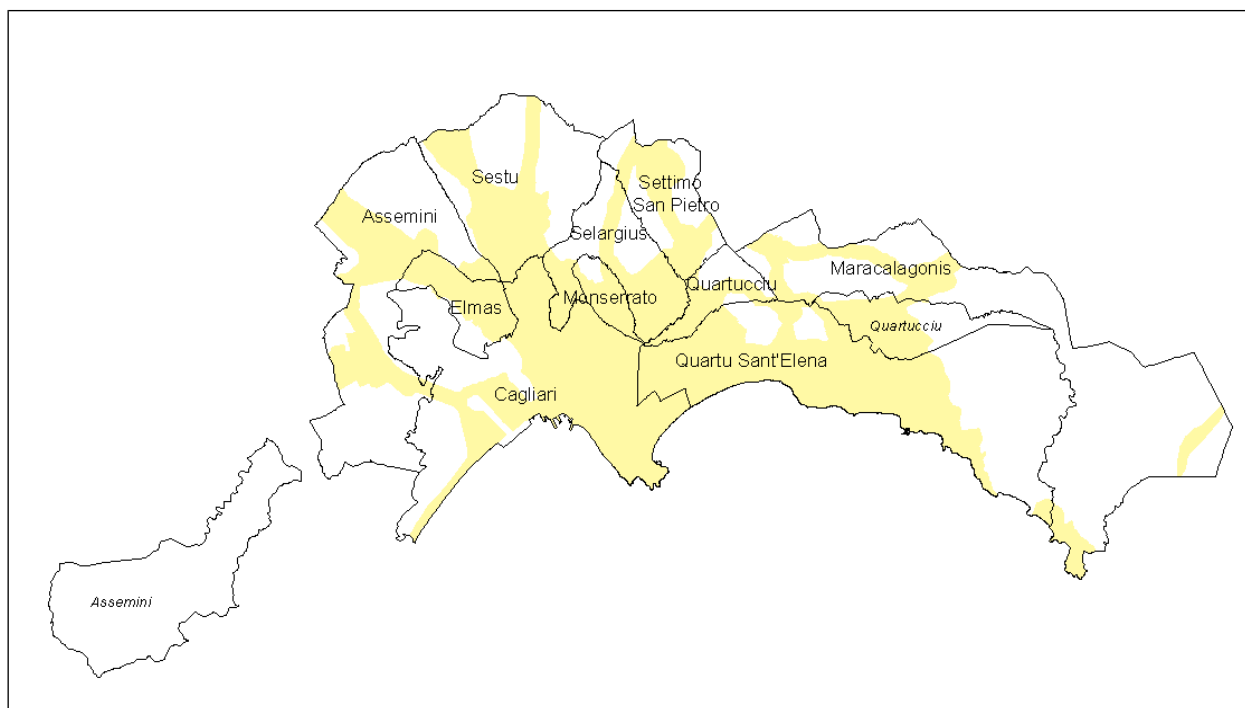 Sestu
Settimo
San Pietro
Assemini
Selargius
Maracalagonis
Quartucciu
Monserrato
Elmas
Quartucciu
Quartu Sant'Elena
Cagliari
Assemini